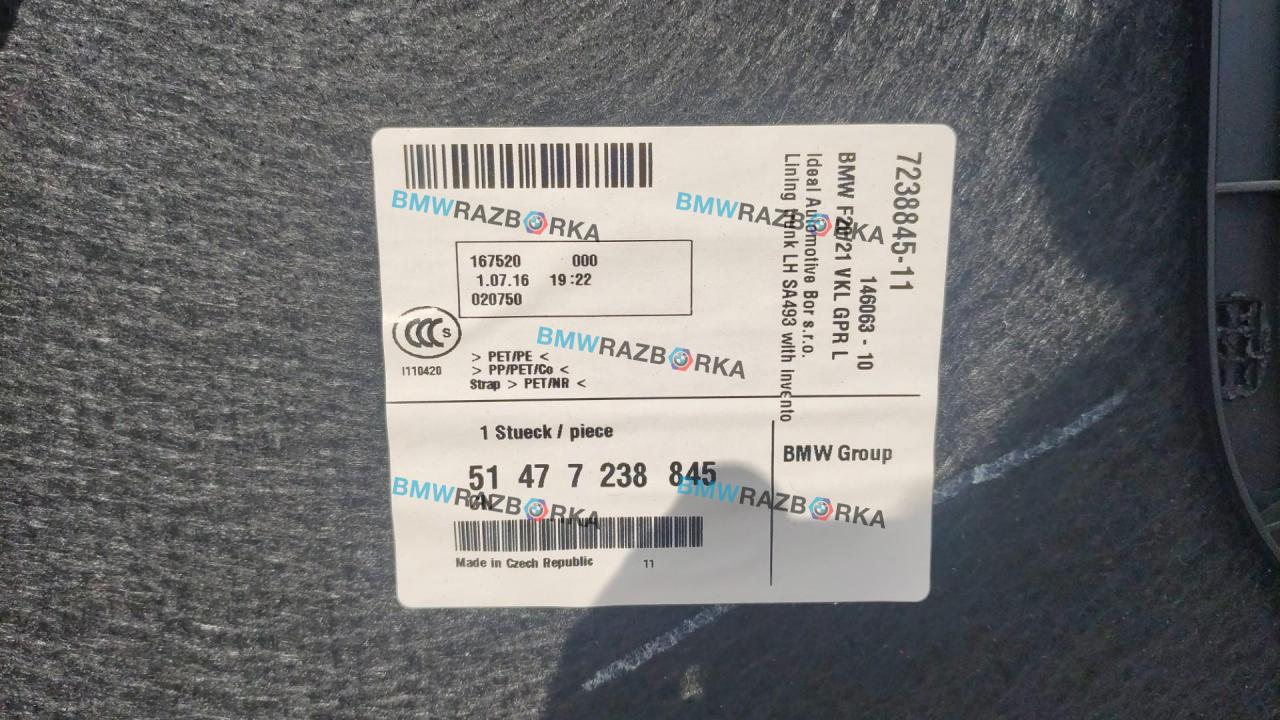 BMWRAZBORKA
BMWRAZBORKA
167520 000
1.07.16 19:22
020750
S
I110420
BMWRAZBORKA
> PET/PE <
> PP/PET/Co <
Strap > PET/NR <
7238845-11
146063 - 10
BMW F20/21 VKL GPR L
Ideal Automotive Bor s.r.o.
Lining trunk LH SA493 with Invento
1 Stueck / piece
51 47 7 238 845
BMWRAZBORKA
BMWRAZBORKA
Made in Czech Republic 11
BMW Group